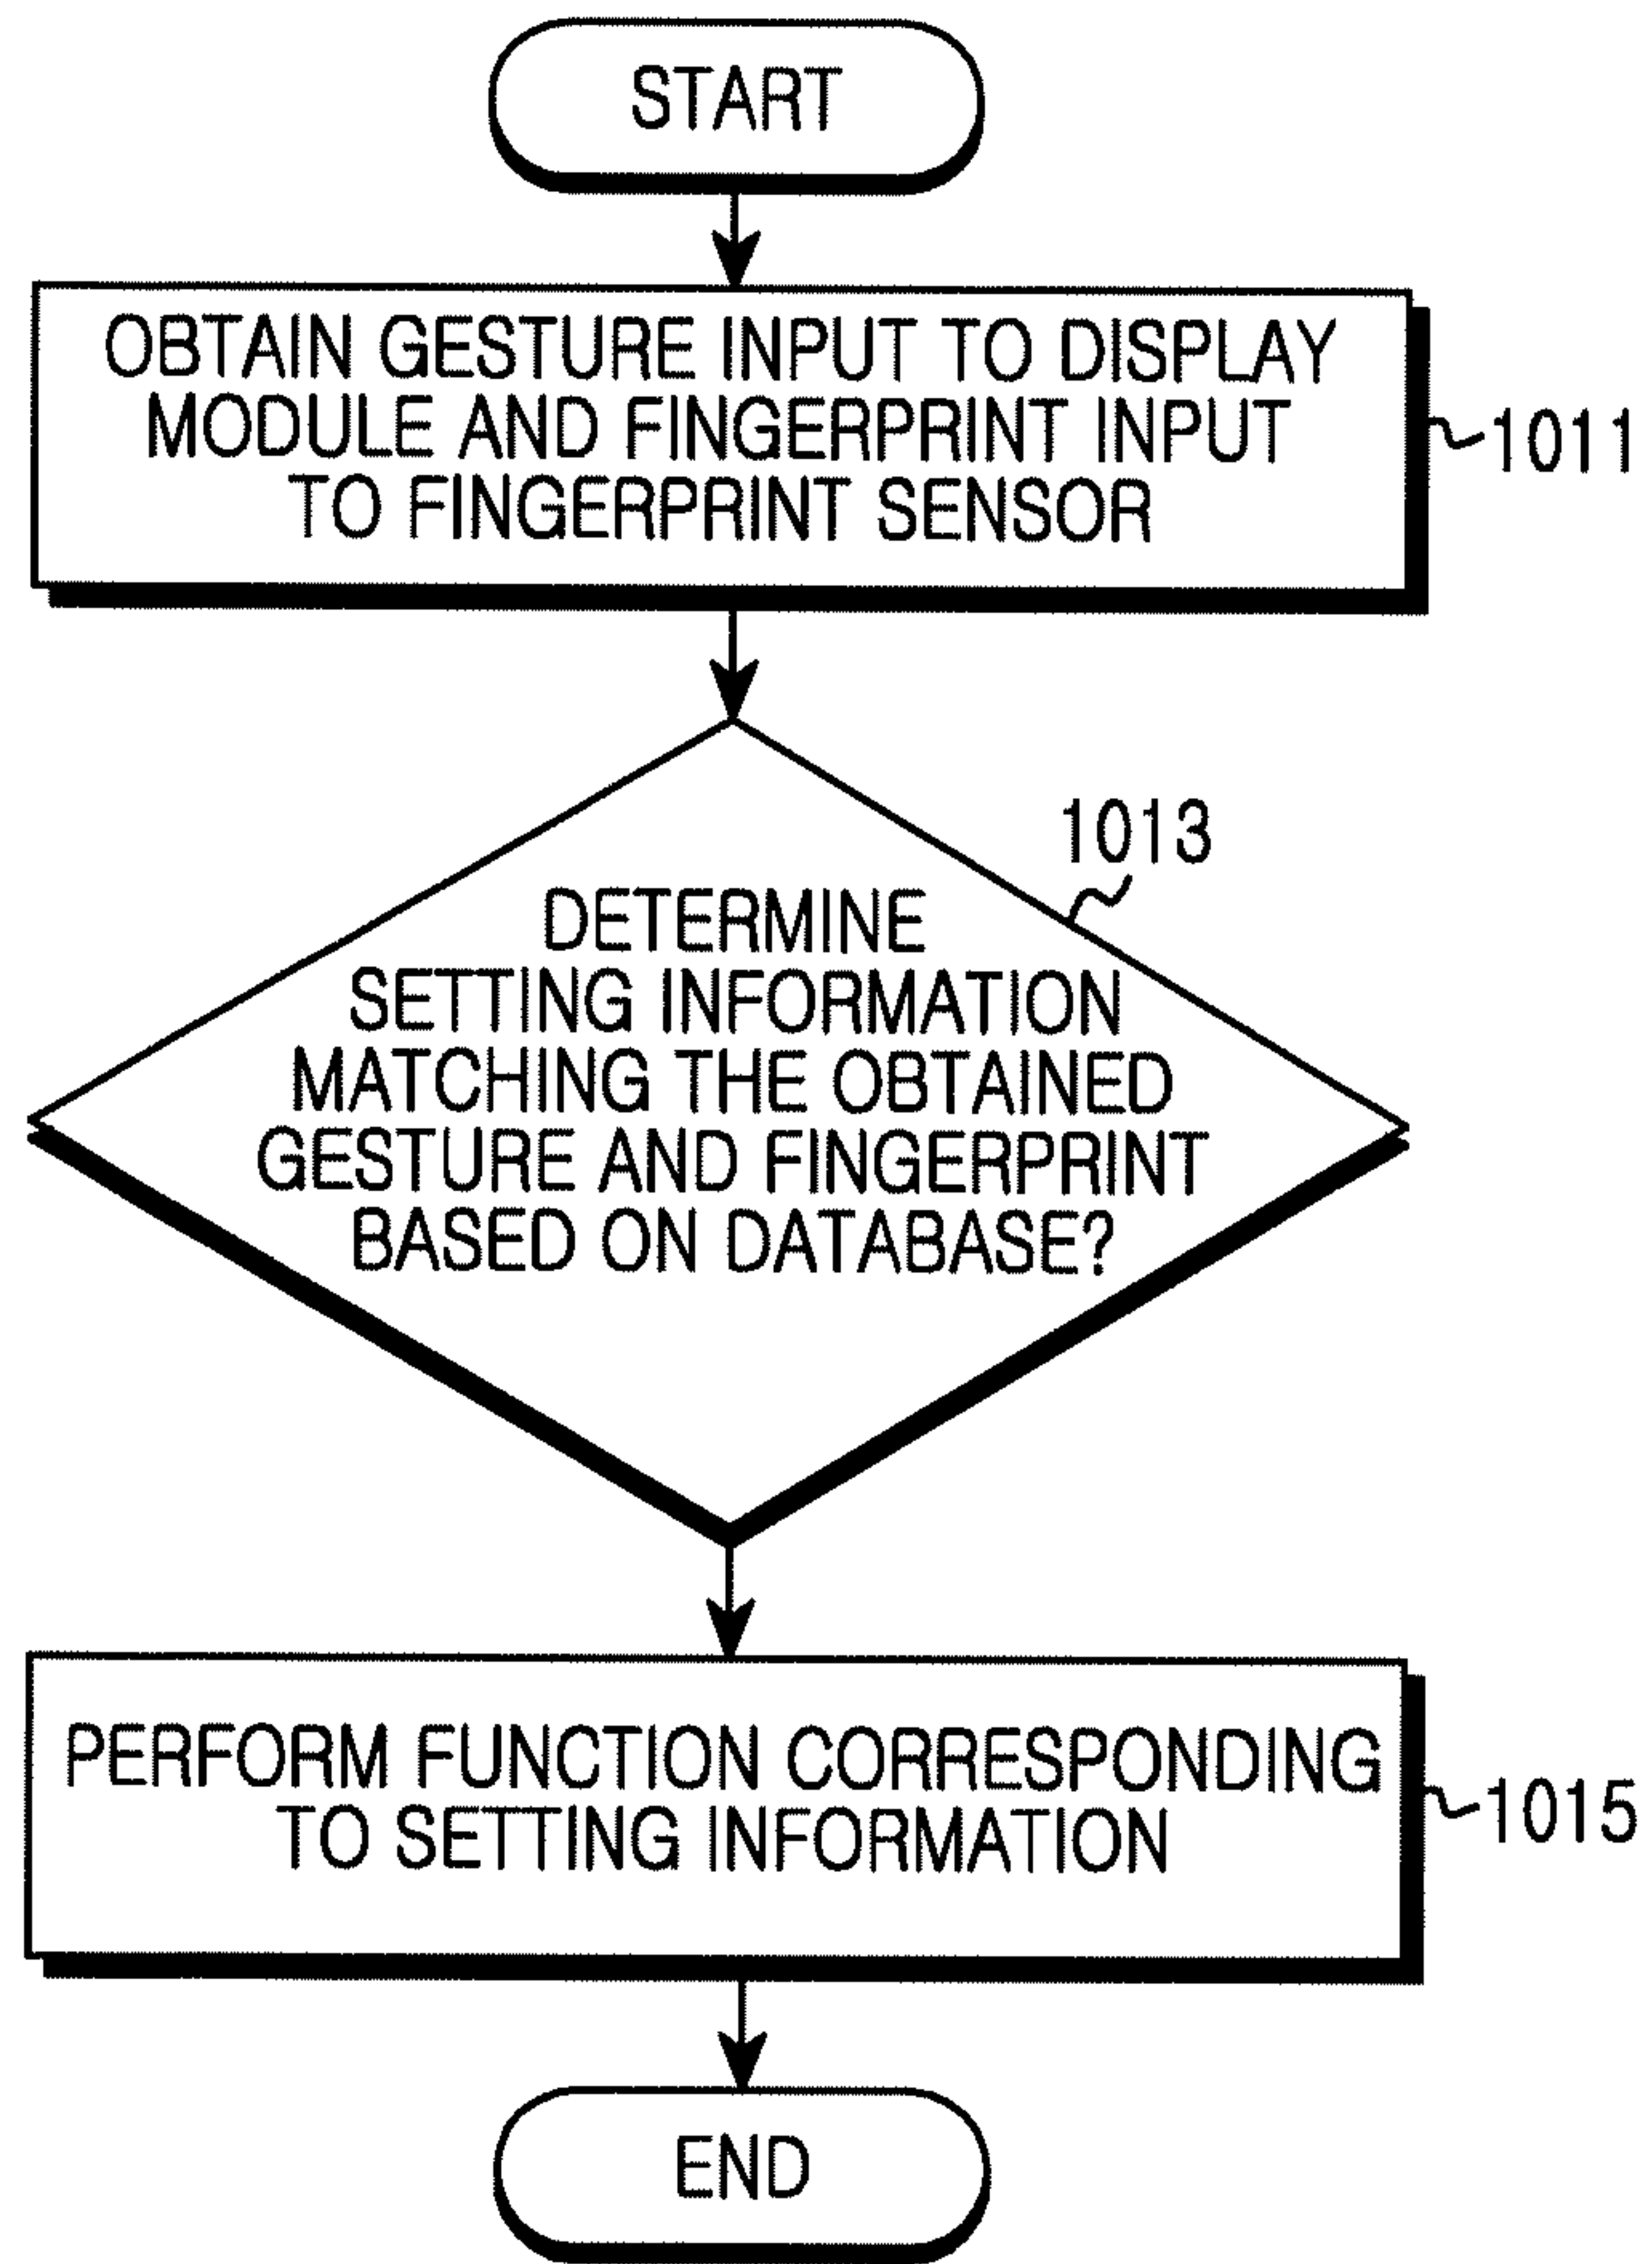 START
OBTAIN GESTURE INPUT TO DISPLAY
MODULE AND FINGERPRINT INPUT
TO FINGERPRINT SENSOR
1011
1013
DETERMINE
SETTING INFORMATION
MATCHING THE OBTAINED
GESTURE AND FINGERPRINT
BASED ON DATABASE?
PERFORM FUNCTION CORRESPONDING
TO SETTING INFORMATION
1015
END